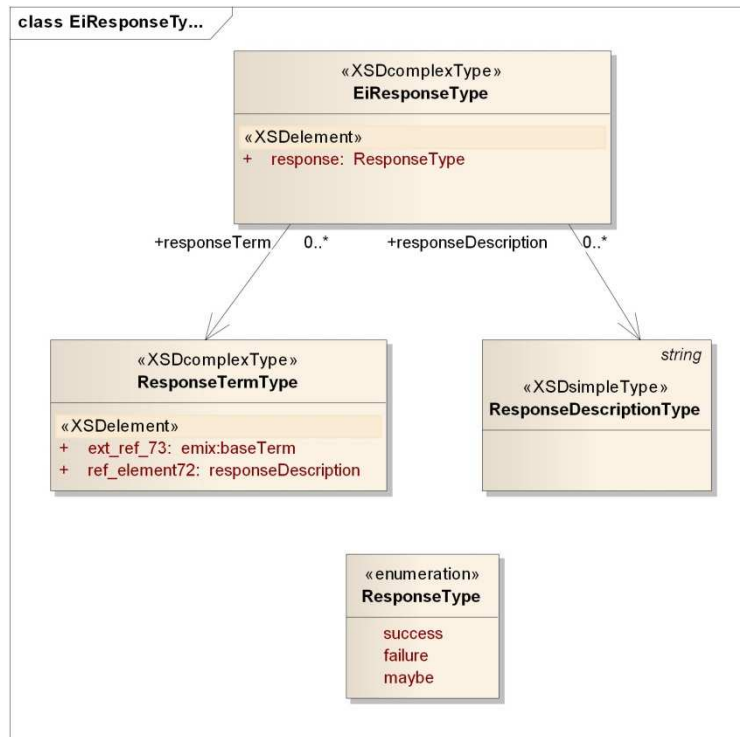 class EiResponseTy...
«XSDcomplexType»
EiResponseType
«XSDelement»
+ response: ResponseType
+responseTerm 0..* +responseDescription 0..*
«XSDcomplexType»
ResponseTermType
«XSDelement»
+ ext_ref_73: emix:baseTerm
+ ref_element72: responseDescription
string
«XSDsimpleType»
ResponseDescriptionType
«enumeration»
ResponseType
success
failure
maybe